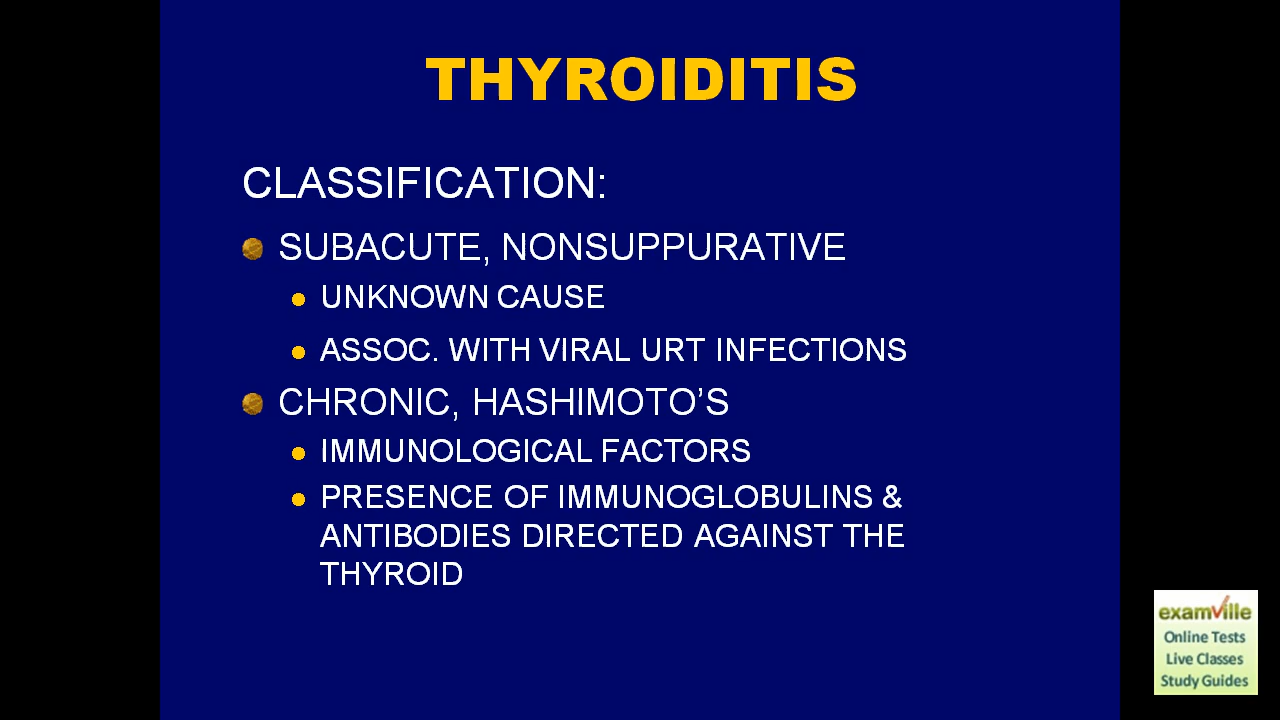 THYROIDITIS
CLASSIFICATION:
SUBACUTE, NONSUPPURATIVE
UNKNOWN CAUSE
ASSOC. WITH VIRAL URT INFECTIONS
CHRONIC, HASHIMOTO’S
IMMUNOLOGICAL FACTORS
PRESENCE OF IMMUNOGLOBULINS &
ANTIBODIES DIRECTED AGAINST THE
THYROID
examville
Online Tests
Live Classes
Study Guides